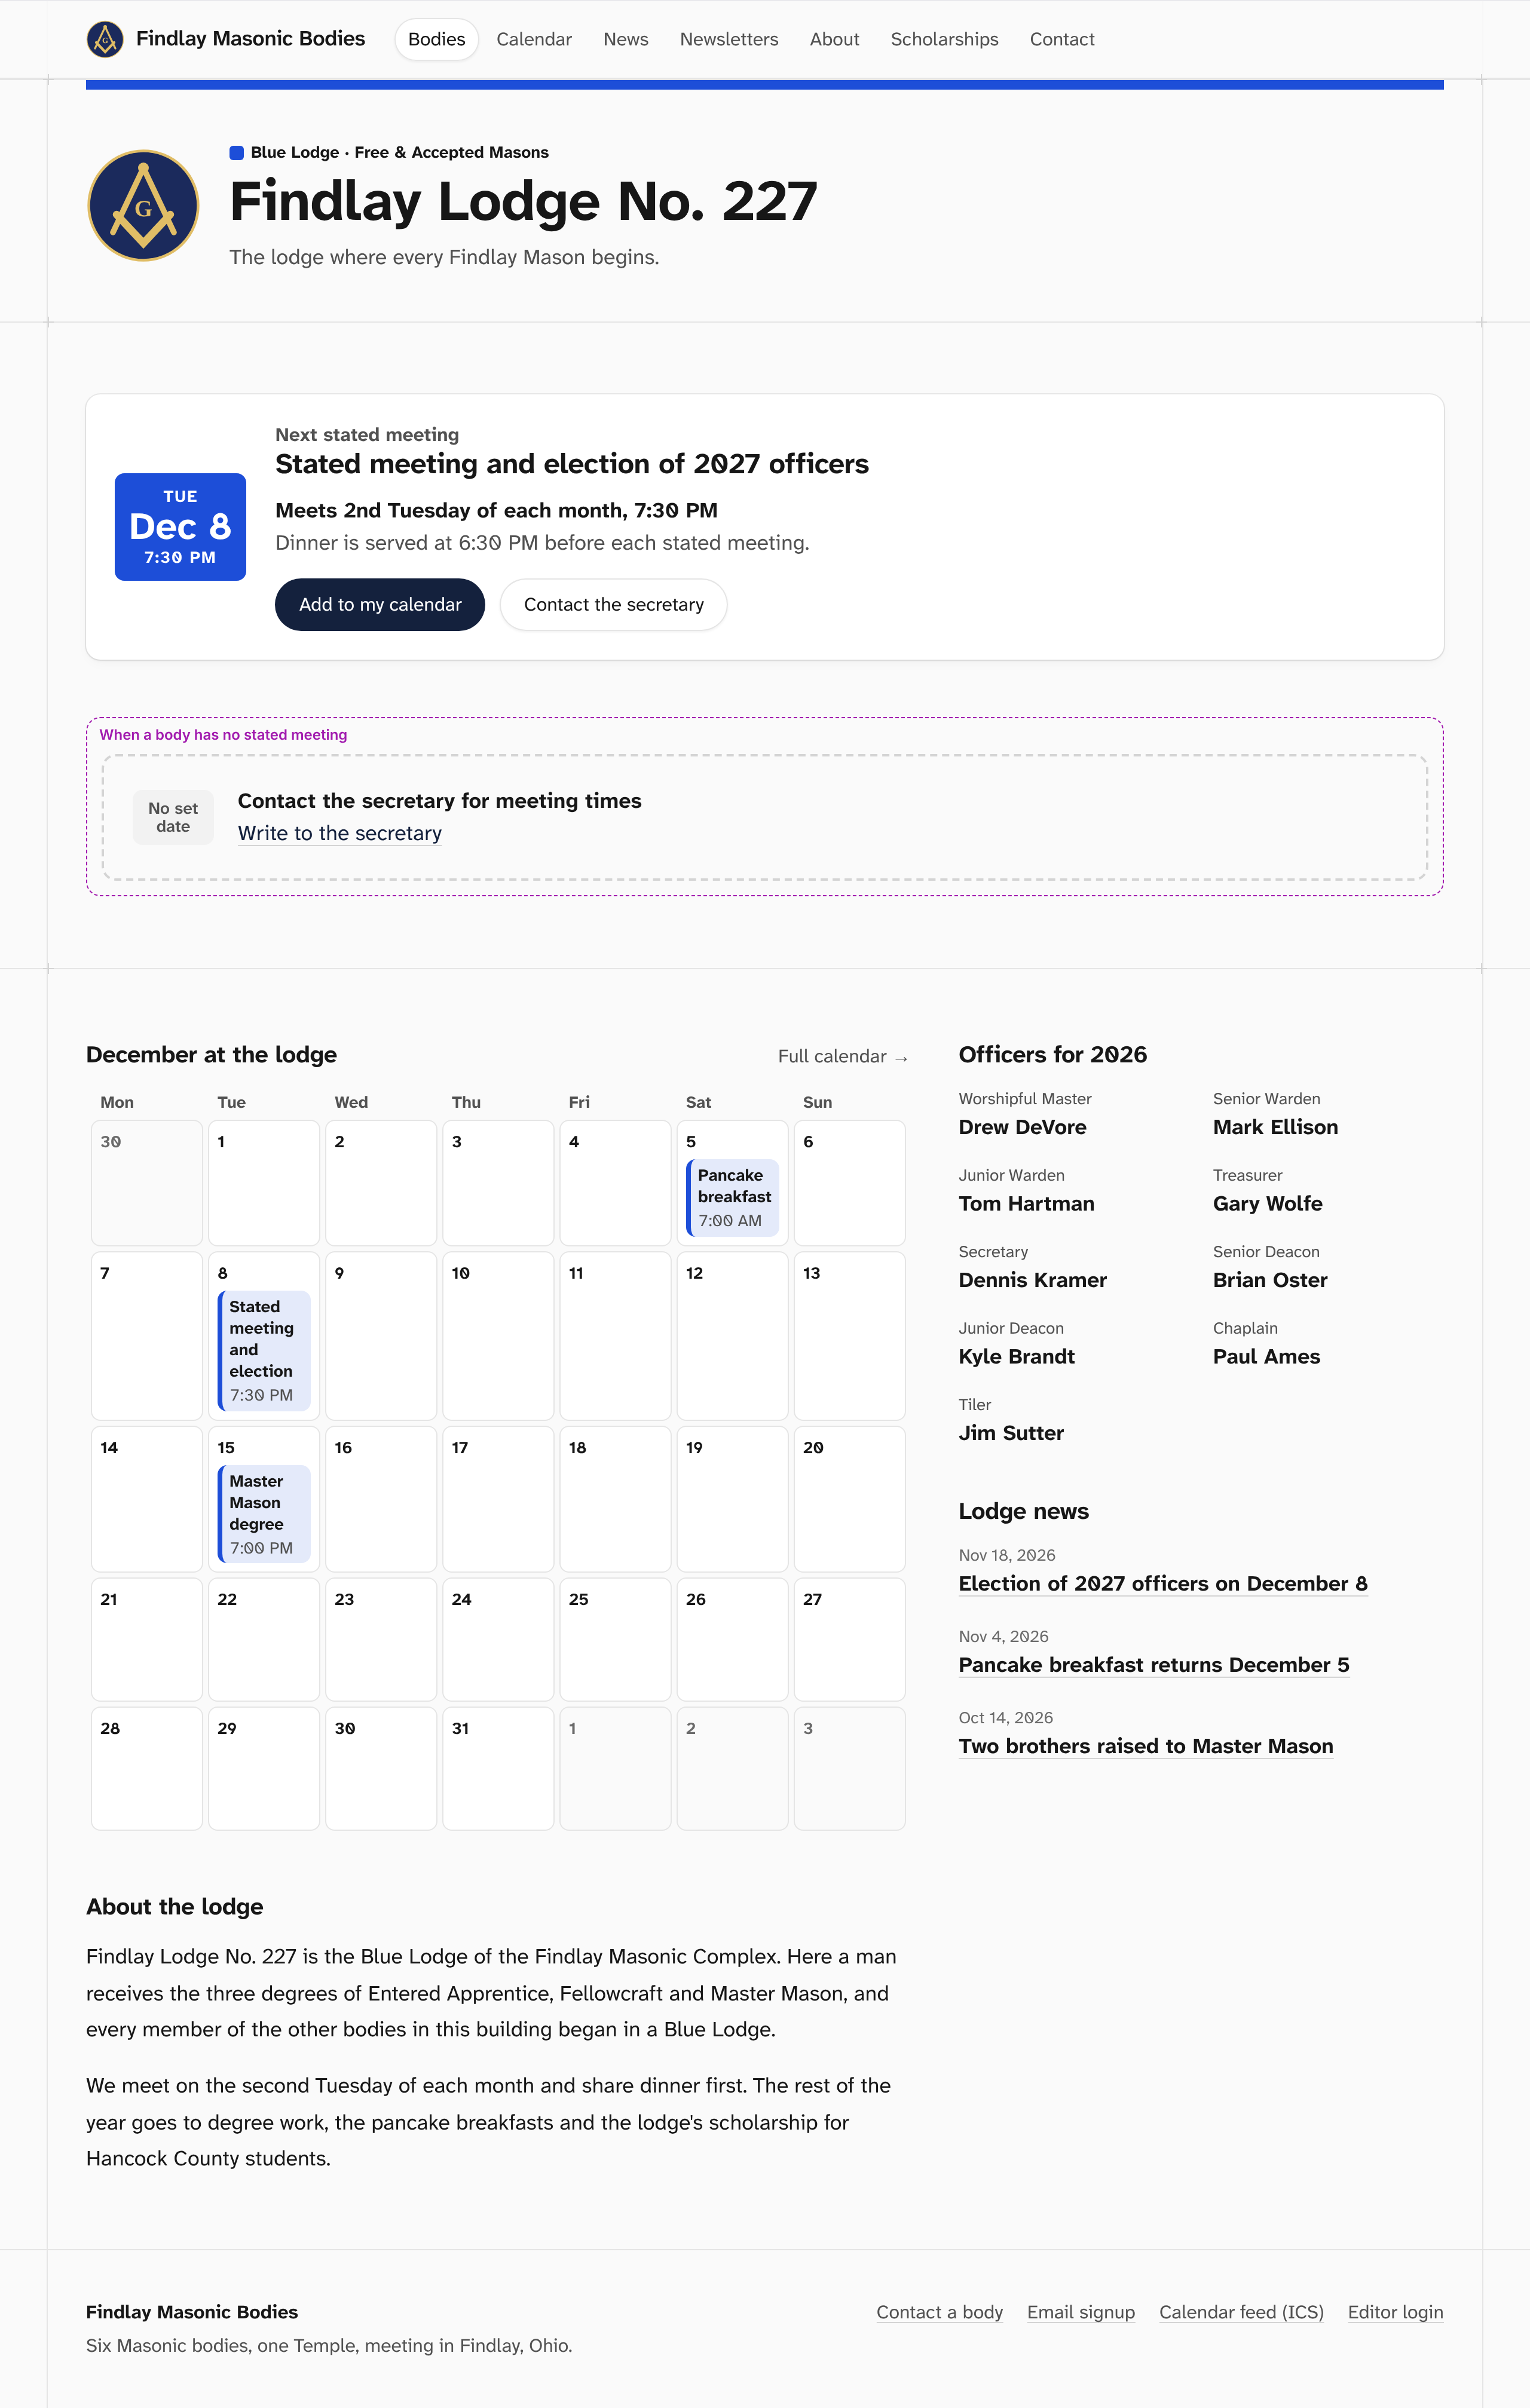 G
Findlay Masonic Bodies
Bodies
Calendar
News
Newsletters
About
Scholarships
Contact
G
Blue Lodge · Free & Accepted Masons
Findlay Lodge No. 227
The lodge where every Findlay Mason begins.
TUE
Dec 8
7:30 PM
Next stated meeting
Stated meeting and election of 2027 officers
Meets 2nd Tuesday of each month, 7:30 PM
Dinner is served at 6:30 PM before each stated meeting.
Add to my calendar
Contact the secretary
When a body has no stated meeting
No set
date
Contact the secretary for meeting times
Write to the secretary
December at the lodge
Full calendar →
Mon Tue Wed Thu Fri Sat Sun
30 1 2 3 4 5 6
Pancake
breakfast
7:00 AM
7 8 9 10 11 12 13
Stated
meeting
and
election
7:30 PM
14 15 16 17 18 19 20
Master
Mason
degree
7:00 PM
21 22 23 24 25 26 27
28 29 30 31 1 2 3
Officers for 2026
Worshipful Master
Drew DeVore
Senior Warden
Mark Ellison
Junior Warden
Tom Hartman
Treasurer
Gary Wolfe
Secretary
Dennis Kramer
Senior Deacon
Brian Oster
Junior Deacon
Kyle Brandt
Chaplain
Paul Ames
Tiler
Jim Sutter
Lodge news
Nov 18, 2026
Election of 2027 officers on December 8
Nov 4, 2026
Pancake breakfast returns December 5
Oct 14, 2026
Two brothers raised to Master Mason
About the lodge
Findlay Lodge No. 227 is the Blue Lodge of the Findlay Masonic Complex. Here a man
receives the three degrees of Entered Apprentice, Fellowcraft and Master Mason, and
every member of the other bodies in this building began in a Blue Lodge.
We meet on the second Tuesday of each month and share dinner first. The rest of the
year goes to degree work, the pancake breakfasts and the lodge's scholarship for
Hancock County students.
Findlay Masonic Bodies
Six Masonic bodies, one Temple, meeting in Findlay, Ohio.
Contact a body
Email signup
Calendar feed (ICS)
Editor login